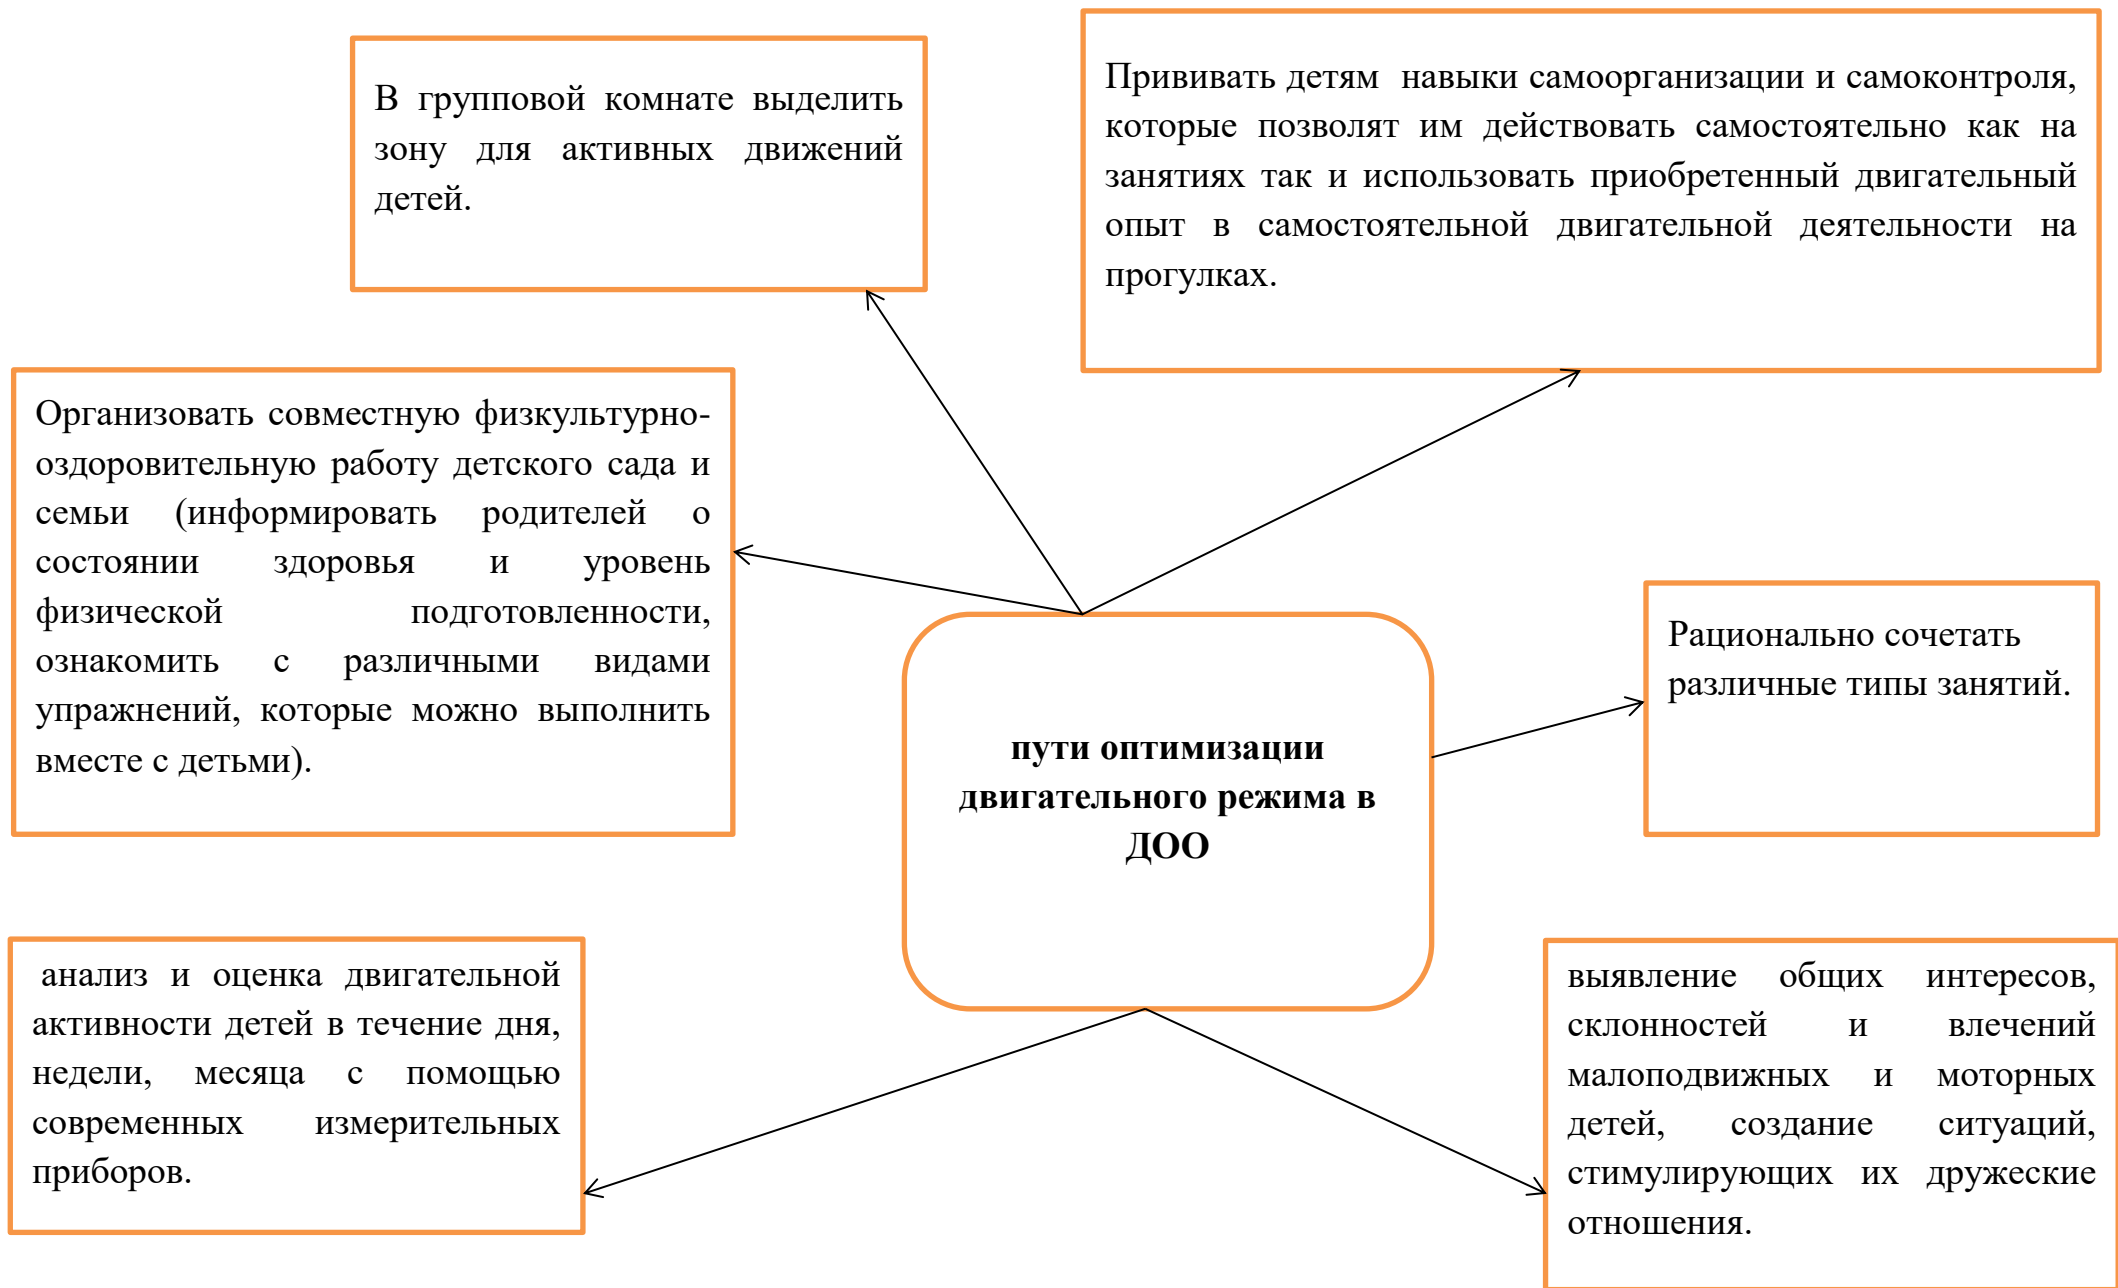 В групповой комнате выделить
зону для активных движений
детей.
Прививать детям  навыки самоорганизации и самоконтроля,
которые позволят им действовать самостоятельно как на
занятиях так и использовать приобретенный двигательный
опыт в самостоятельной двигательной деятельности на
прогулках.
Организовать совместную физкультурно-
оздоровительную работу детского сада и
семьи (информировать родителей о
состоянии здоровья и уровень
физической подготовленности,
ознакомить с различными видами
упражнений, которые можно выполнить
вместе с детьми).
пути оптимизации
двигательного режима в
ДОО
Рационально сочетать
различные типы занятий.
анализ и оценка двигательной
активности детей в течение дня,
недели, месяца с помощью
современных измерительных
приборов.
выявление общих интересов,
склонностей и влечений
малоподвижных и моторных
детей, создание ситуаций,
стимулирующих их дружеские
отношения.